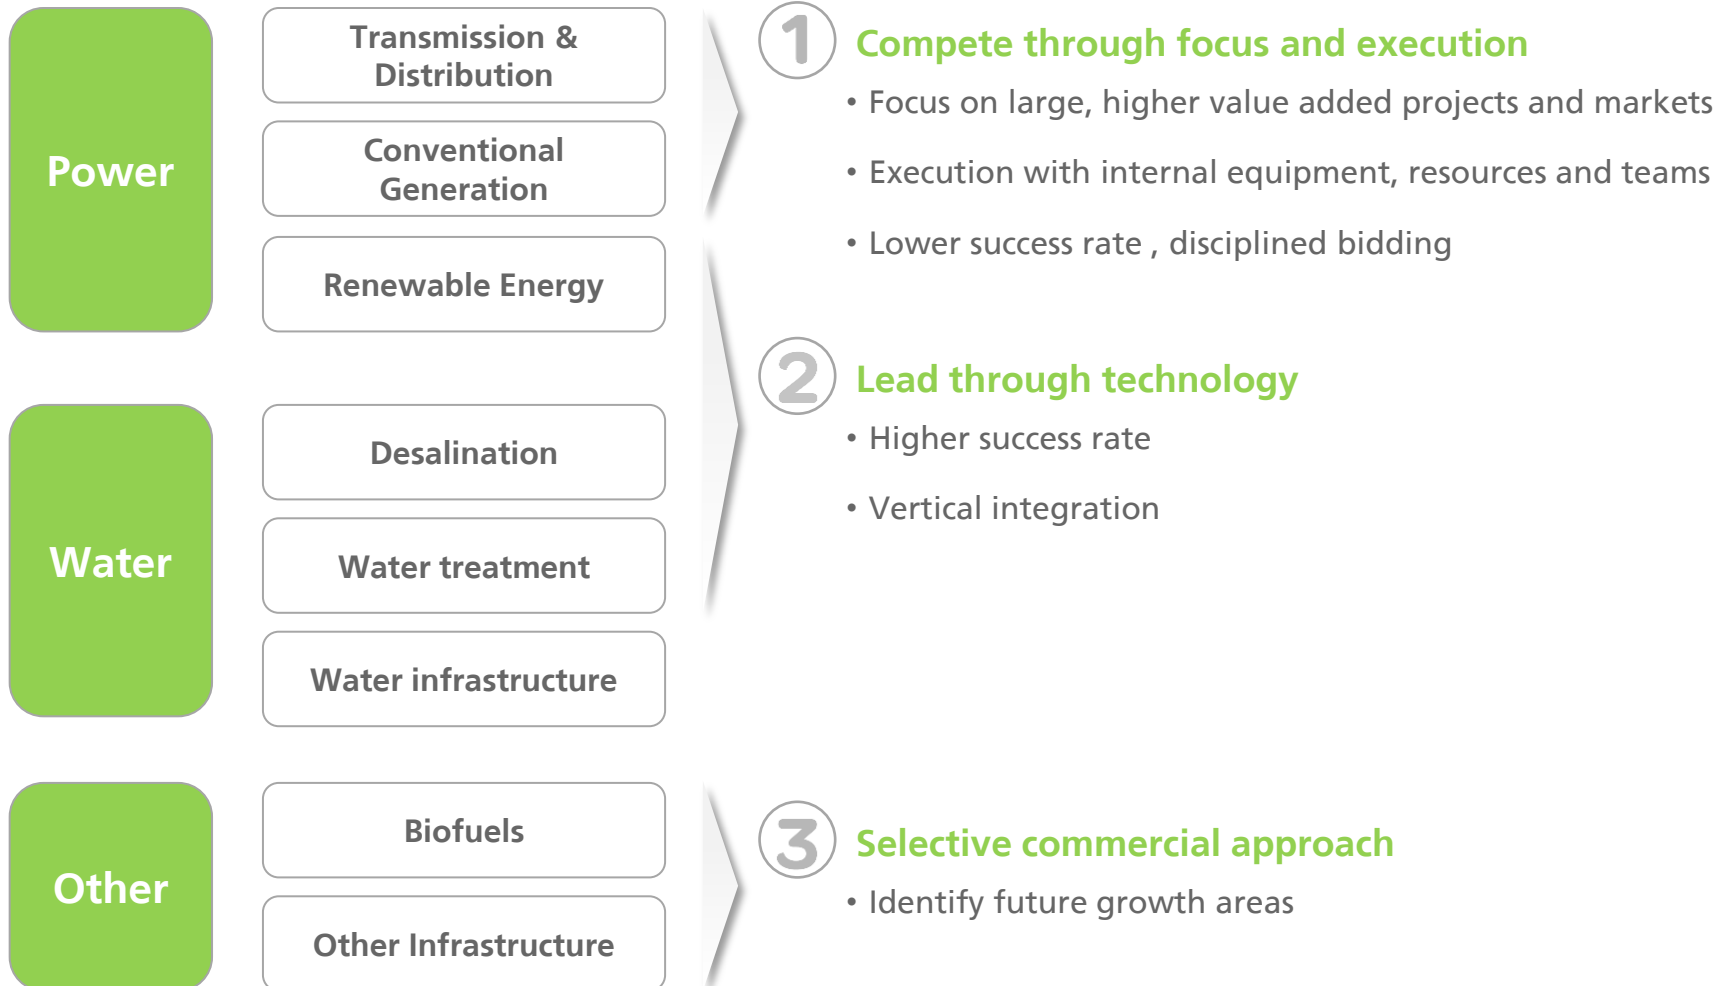 Power
Transmission &
Distribution
Conventional
Generation
Renewable Energy
1 Compete through focus and execution
• Focus on large, higher value added projects and markets
• Execution with internal equipment, resources and teams
• Lower success rate , disciplined bidding
Water
Desalination
Water treatment
Water infrastructure
2 Lead through technology
• Higher success rate
• Vertical integration
Other
Biofuels
Other Infrastructure
3 Selective commercial approach
• Identify future growth areas